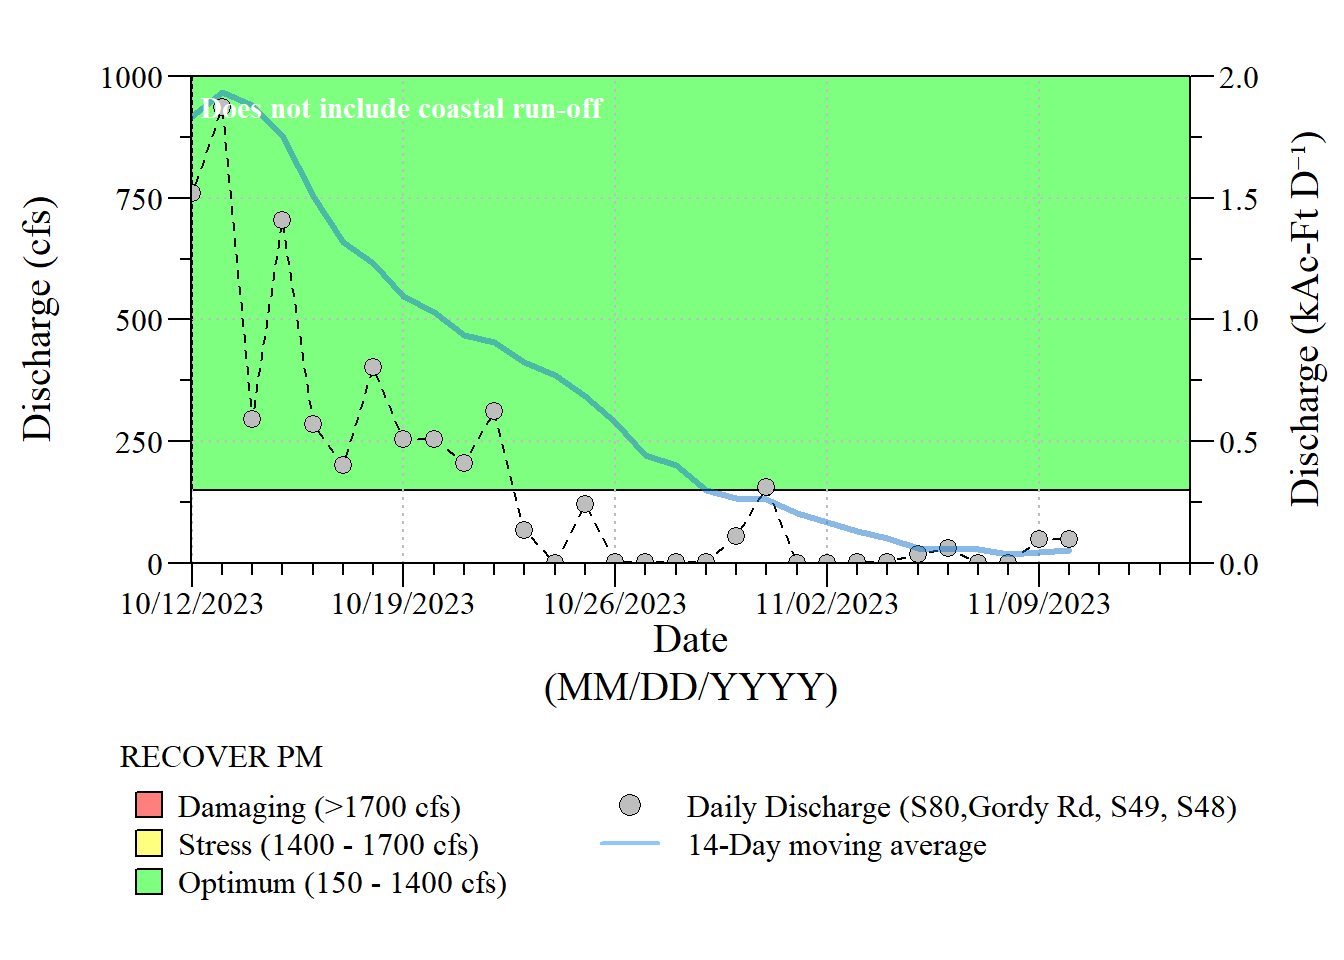 Does not include coastal run-off
1000
750
500
250
0
Discharge (cfs)
2.0
1.5
1.0
0.5
0.0
Discharge (kAc-Ft D⁻¹)
10/12/2023
10/19/2023
10/26/2023
11/02/2023
11/09/2023
Date
(MM/DD/YYYY)
RECOVER PM
Damaging (>1700 cfs)
Stress (1400 - 1700 cfs)
Optimum (150 - 1400 cfs)
Daily Discharge (S80,Gordy Rd, S49, S48)
14-Day moving average